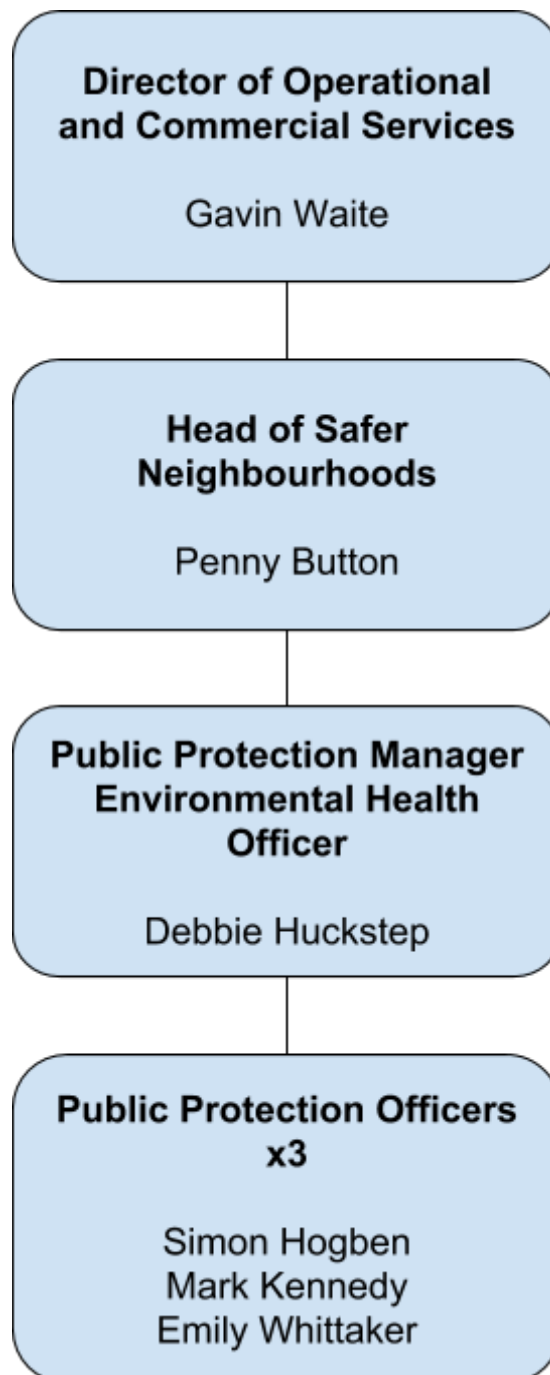 Director of Operational
and Commercial Services
Gavin Waite
Head of Safer
Neighbourhoods
Penny Button
Public Protection Manager
Environmental Health
Officer
Debbie Huckstep
Public Protection Officers
x3
Simon Hogben
Mark Kennedy
Emily Whittaker